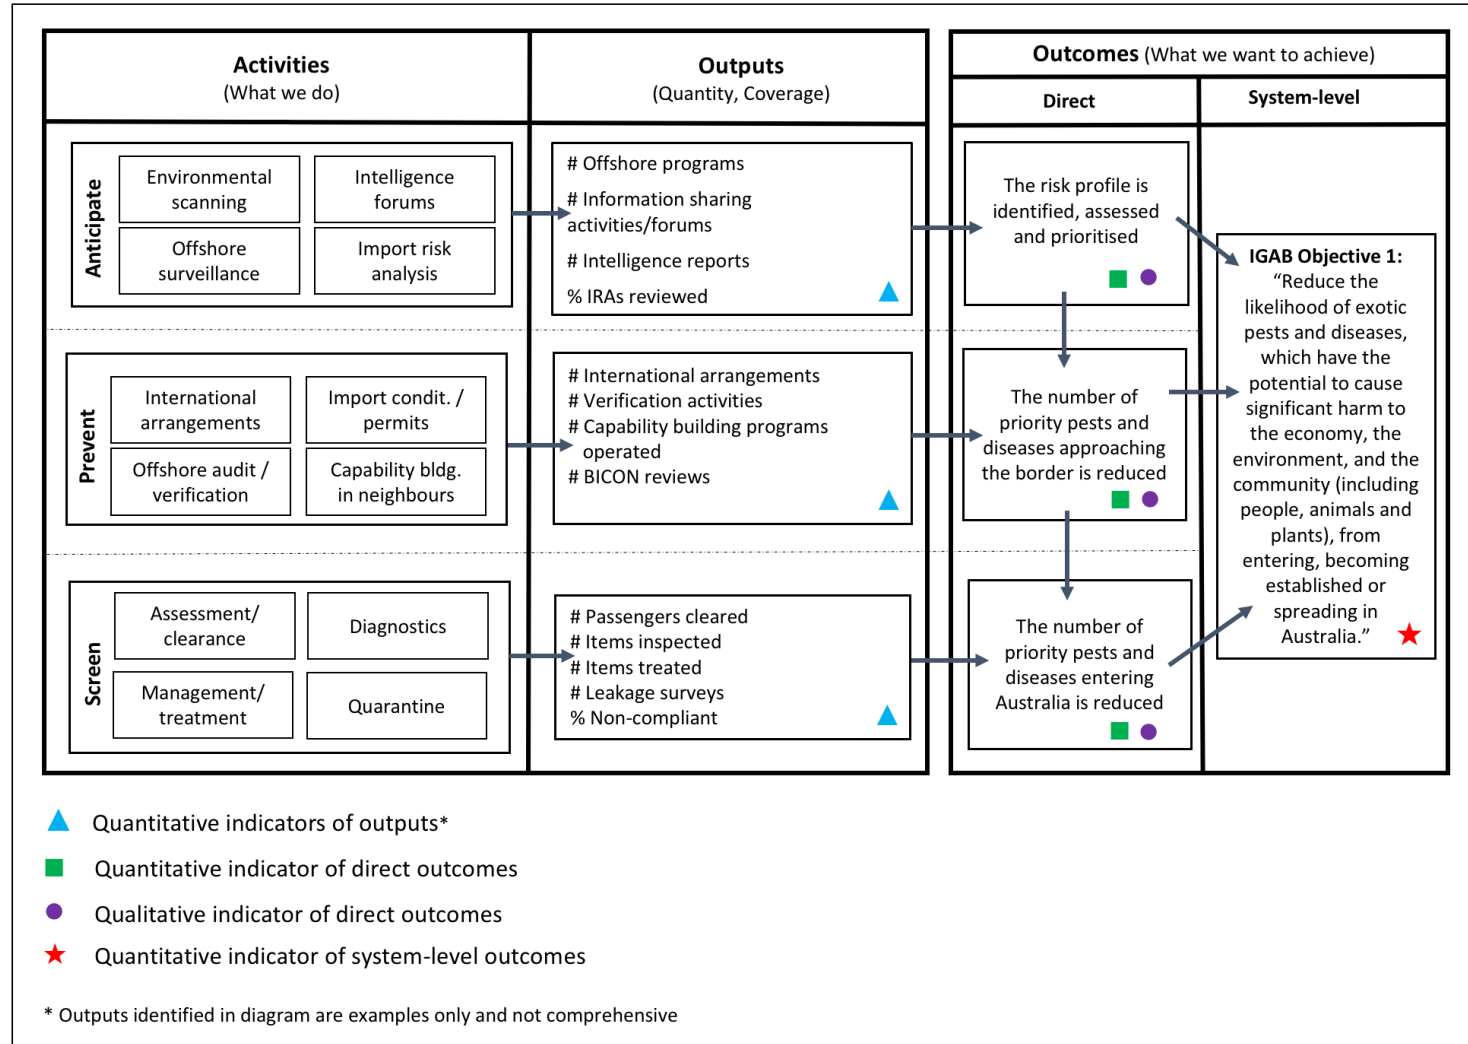 Activities
(What we do)
Outputs
(Quantity, Coverage)
Outcomes (What we want to achieve)
Direct
System-level
Anticipate
Environmental
scanning
Intelligence
forums
Offshore
surveillance
Import risk
analysis
# Offshore programs
# Information sharing
activities/forums
# Intelligence reports
% IRAs reviewed
The risk profile is
identified, assessed
and prioritised
Prevent
International
arrangements
Import condit. /
permits
Offshore audit /
verification
Capability bldg.
in neighbours
# International arrangements
# Verification activities
# Capability building programs
operated
# BICON reviews
The number of
priority pests and
diseases approaching
the border is reduced
Screen
Assessment/
clearance
Diagnostics
Management/
treatment
Quarantine
# Passengers cleared
# Items inspected
# Items treated
# Leakage surveys
% Non-compliant
The number of
priority pests and
diseases entering
Australia is reduced
IGAB Objective 1:
“Reduce the
likelihood of exotic
pests and diseases,
which have the
potential to cause
significant harm to
the economy, the
environment, and the
community (including
people, animals and
plants), from
entering, becoming
established or
spreading in
Australia.”
Quantitative indicators of outputs*
Quantitative indicator of direct outcomes
Qualitative indicator of direct outcomes
Quantitative indicator of system-level outcomes
* Outputs identified in diagram are examples only and not comprehensive